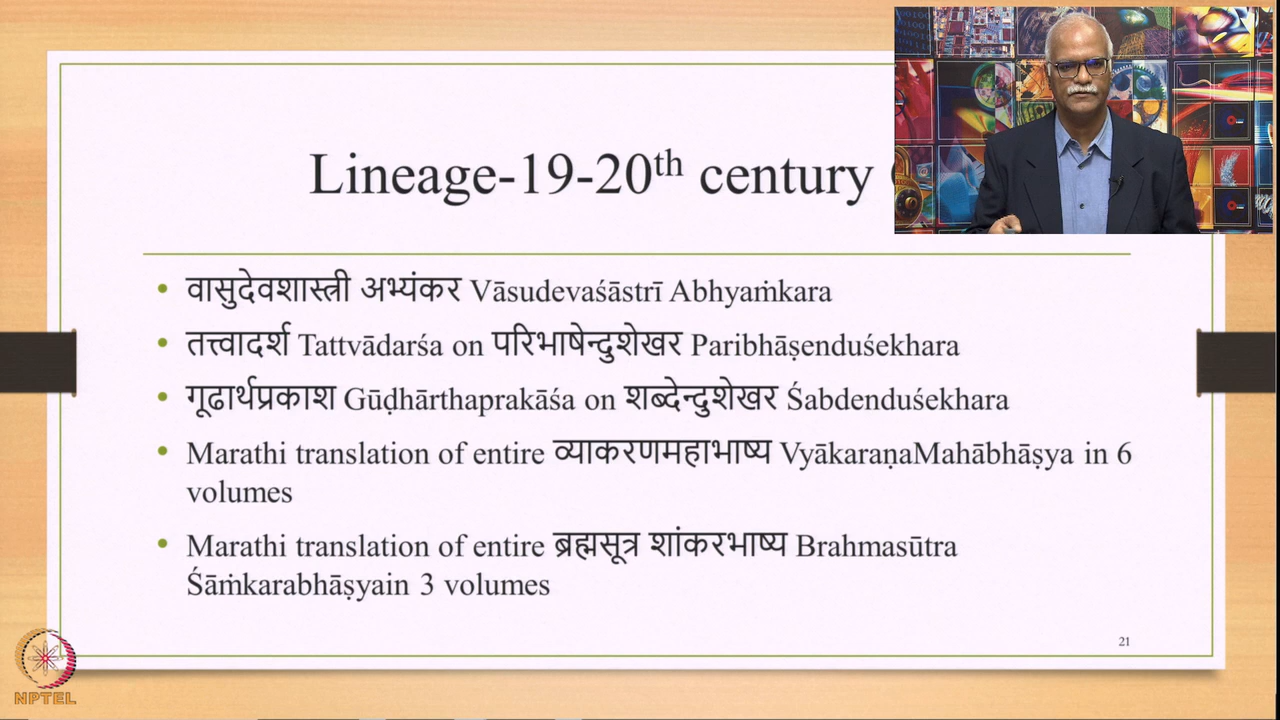 Lineage-19-20th century
• वासुदेवशास्त्री अभ्यंकर Vāsudevaśāstrī Abhyaṁkara
• तत्त्वादर्श Tattvādarśa on परिभाषेन्दुशेखर Paribhāṣenduśekhara
• गूढार्थप्रकाश Gūḍhārthaprakāśa on शब्देन्दुशेखर Śabdenduśekhara
• Marathi translation of entire व्याकरणमहाभाष्य VyākaraṇaMahābhāṣya in 6
volumes
• Marathi translation of entire ब्रह्मसूत्र शांकरभाष्य Brahmasūtra
Śāṁkarabhāṣyain 3 volumes
21
NPTEL